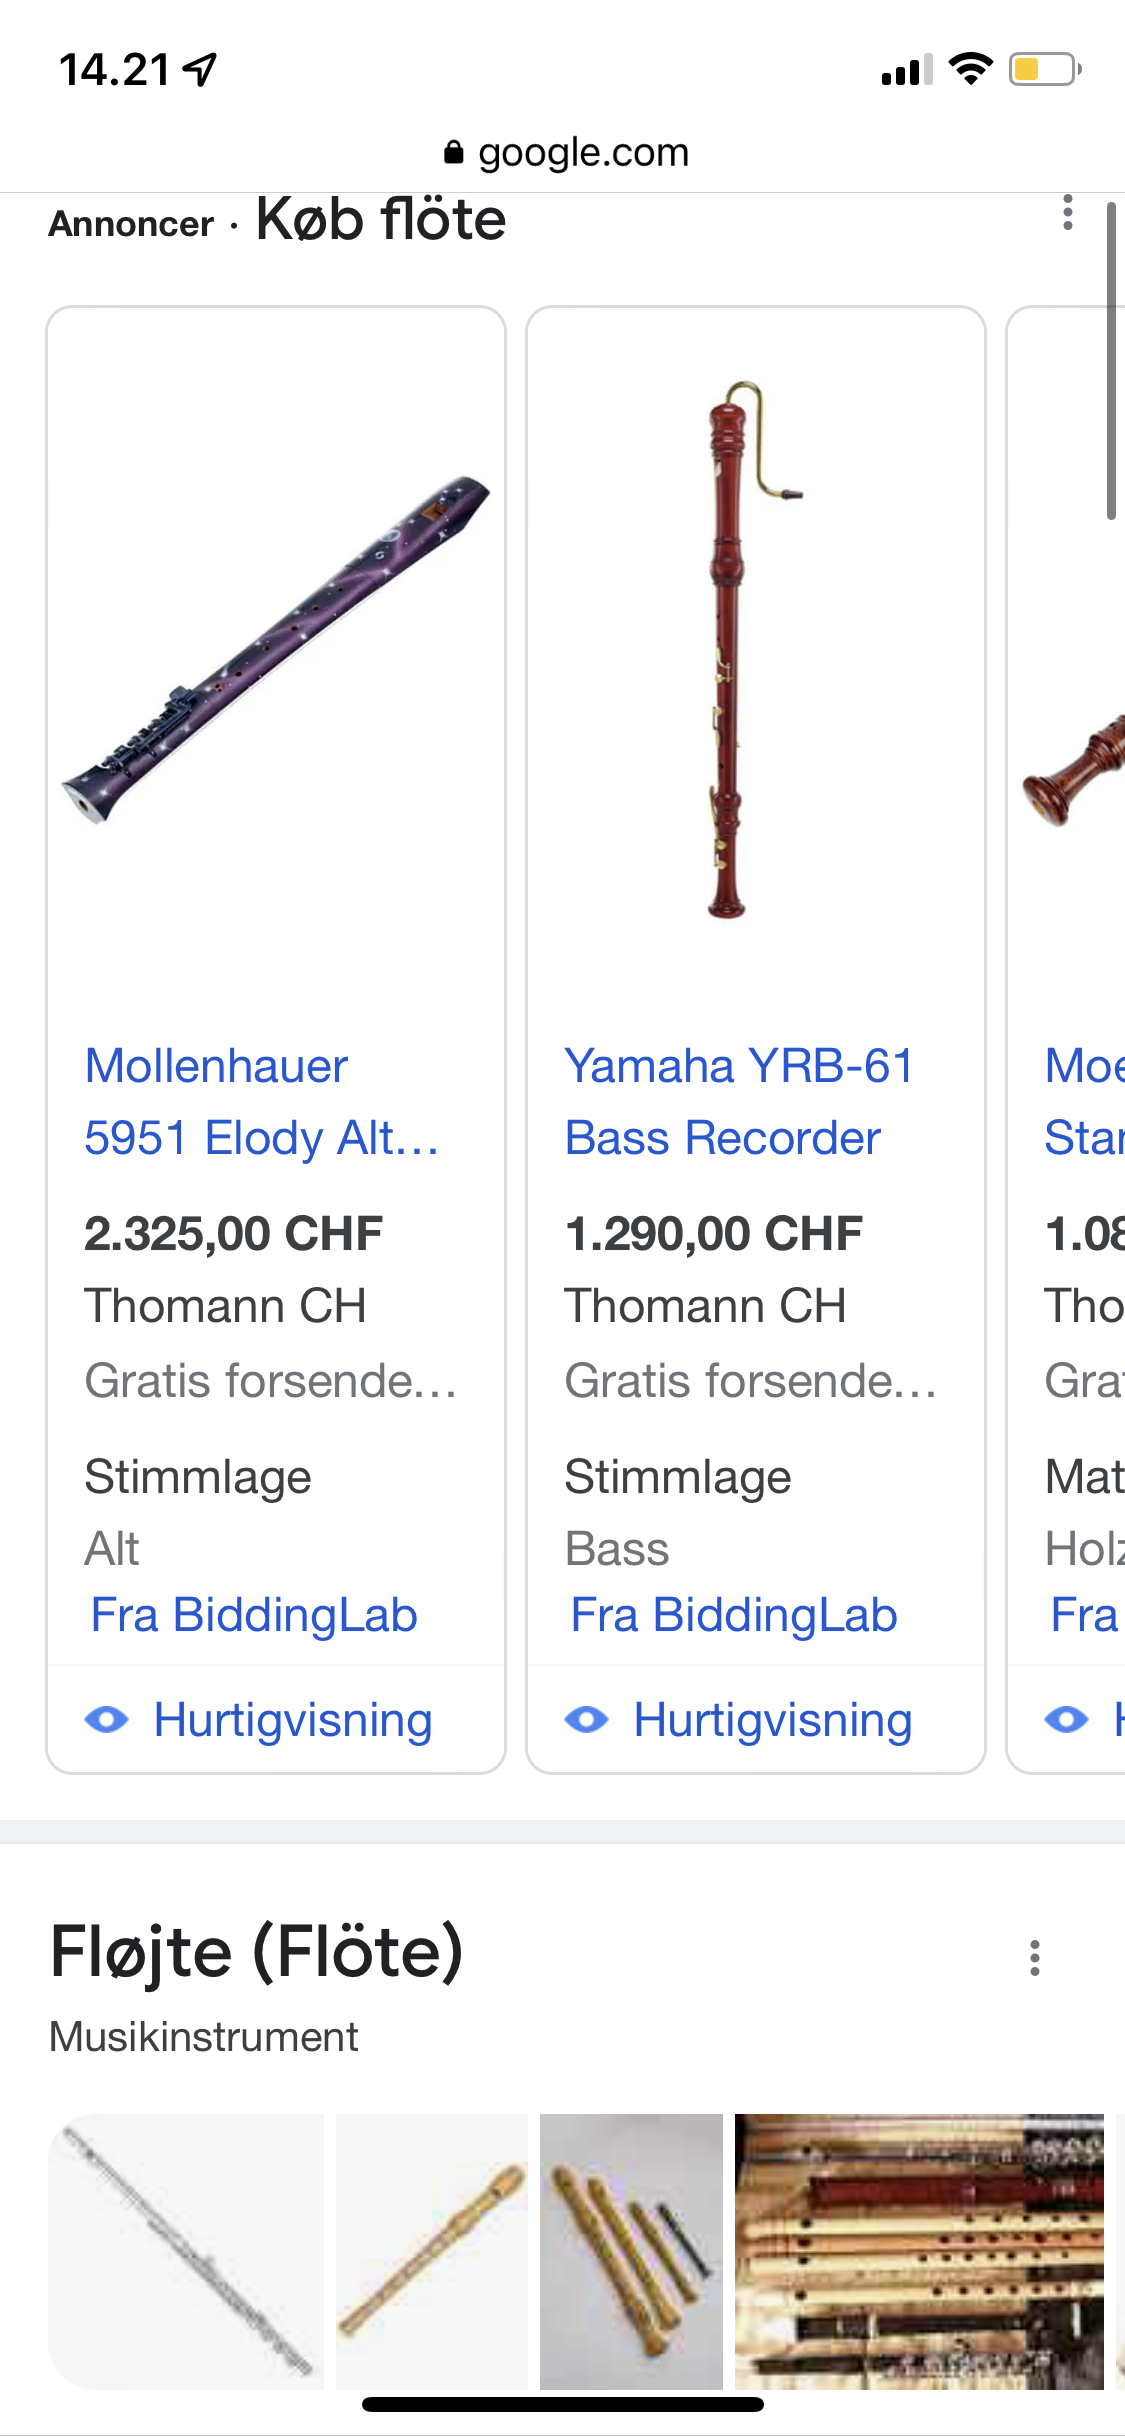 14.21
google.com
Annoncer · Køb flöte
Mollenhauer
5951 Elody Alt...
2.325,00 CHF
Thomann CH
Gratis forsende...
Stimmlage
Alt
Fra BiddingLab
Hurtigvisning
Yamaha YRB-61
Bass Recorder
1.290,00 CHF
Thomann CH
Gratis forsende...
Stimmlage
Bass
Fra BiddingLab
Hurtigvisning
Moe
Star
1.08
Tho
Gra
Mat
Holz
Fra
Fløjte (Flöte)
Musikinstrument